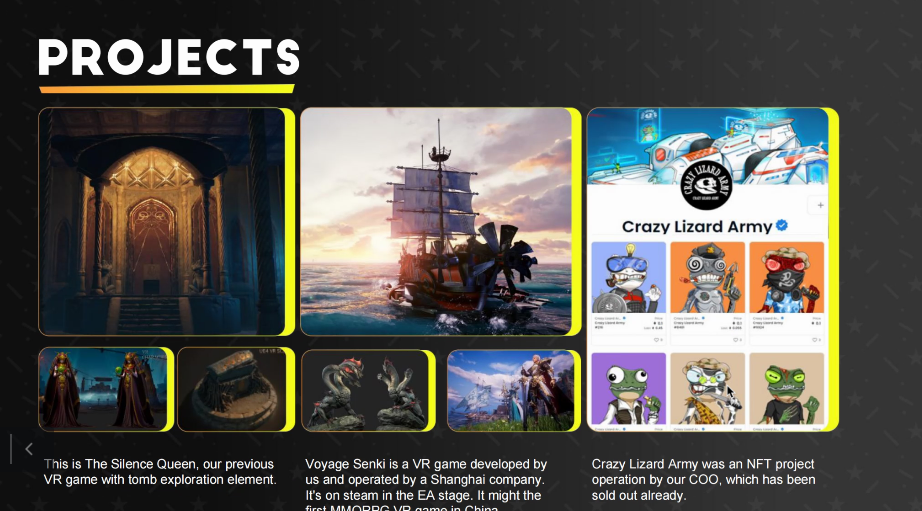 PROJECTS
CRAZY LIZARD ARMY
Crazy Lizard Army
This is The Silence Queen, our previous
VR game with tomb exploration element.
Voyage Senki is a VR game developed by
us and operated by a Shanghai company.
It's on steam in the EA stage. It might the
first MMORPG VR game in China
Crazy Lizard Army was an NFT project
operation by our COO, which has been
sold out already.